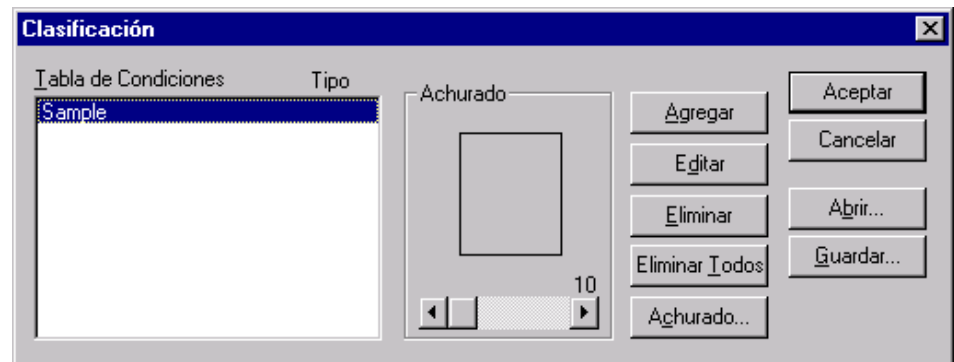 Clasificación
Tabla de Condiciones Tipo
Sample
Achurado
10
Agregar
Editar
Eliminar
Eliminar Todos
Achurado...
Aceptar
Cancelar
Abrir...
Guardar...